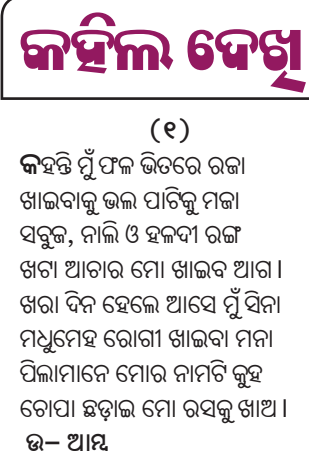 କହିଲ ଦେଖି
(୧)
କହନ୍ତି ମୁଁ ଫଳ ଭିତରେ ରଜା
ଖାଇବାକୁ ଭଲ ପାଟିକୁ ମଜା
ସବୁଜ, ନାଲି ଓ ହଳଦୀ ରଙ୍ଗ
ଖଟା ଆଚାର ମୋ ଖାଇବ ଆଗ।
ଖରା ଦିନ ହେଲେ ଆସେ ମୁଁ ସିନା
ମଧୁମେହ ରୋଗୀ ଖାଇବା ମନା
ପିଲାମାନେ ମୋର ନାମଟି କୁହ
ଚୋପା ଛଡ଼ାଇ ମୋ ରସକୁ ଖାଅ।
ଉ– ଆମ୍ବ